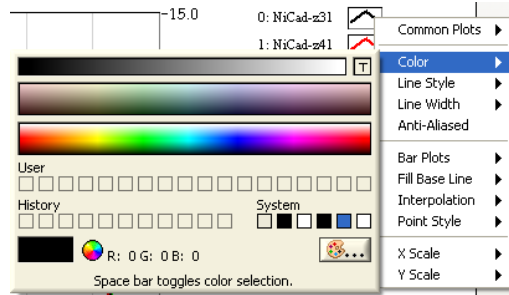 -15.0
0: NiCad-z31
1: NiCad-z41
Common Plots
Color
Line Style
Line Width
Anti-Aliased
Bar Plots
Fill Base Line
Interpolation
Point Style
X Scale
Y Scale
T
User
History
System
R: 0 G: 0 B: 0
...
Space bar toggles color selection.